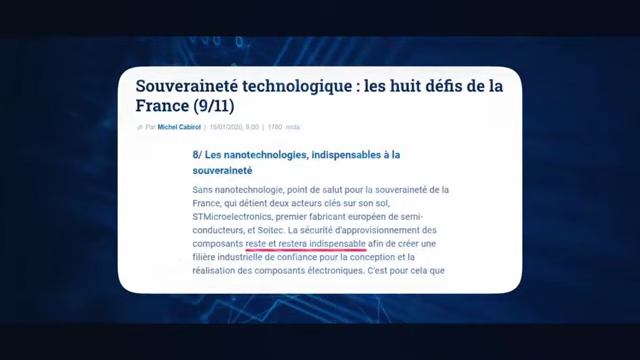 Souveraineté technologique : les huit défis de la
France (9/11)
Par Michel Cabirol | 15/01/2020, 8:00 | 1780 mots
8/ Les nanotechnologies, indispensables à la
souveraineté
Sans nanotechnologie, point de salut pour la souveraineté de la
France, qui détient deux acteurs clés sur son sol,
STMicroelectronics, premier fabricant européen de semi-
conducteurs, et Soitec. La sécurité d'approvisionnement des
composants reste et restera indispensable afin de créer une
filière industrielle de confiance pour la conception et la
réalisation des composants électroniques. C'est pour cela que